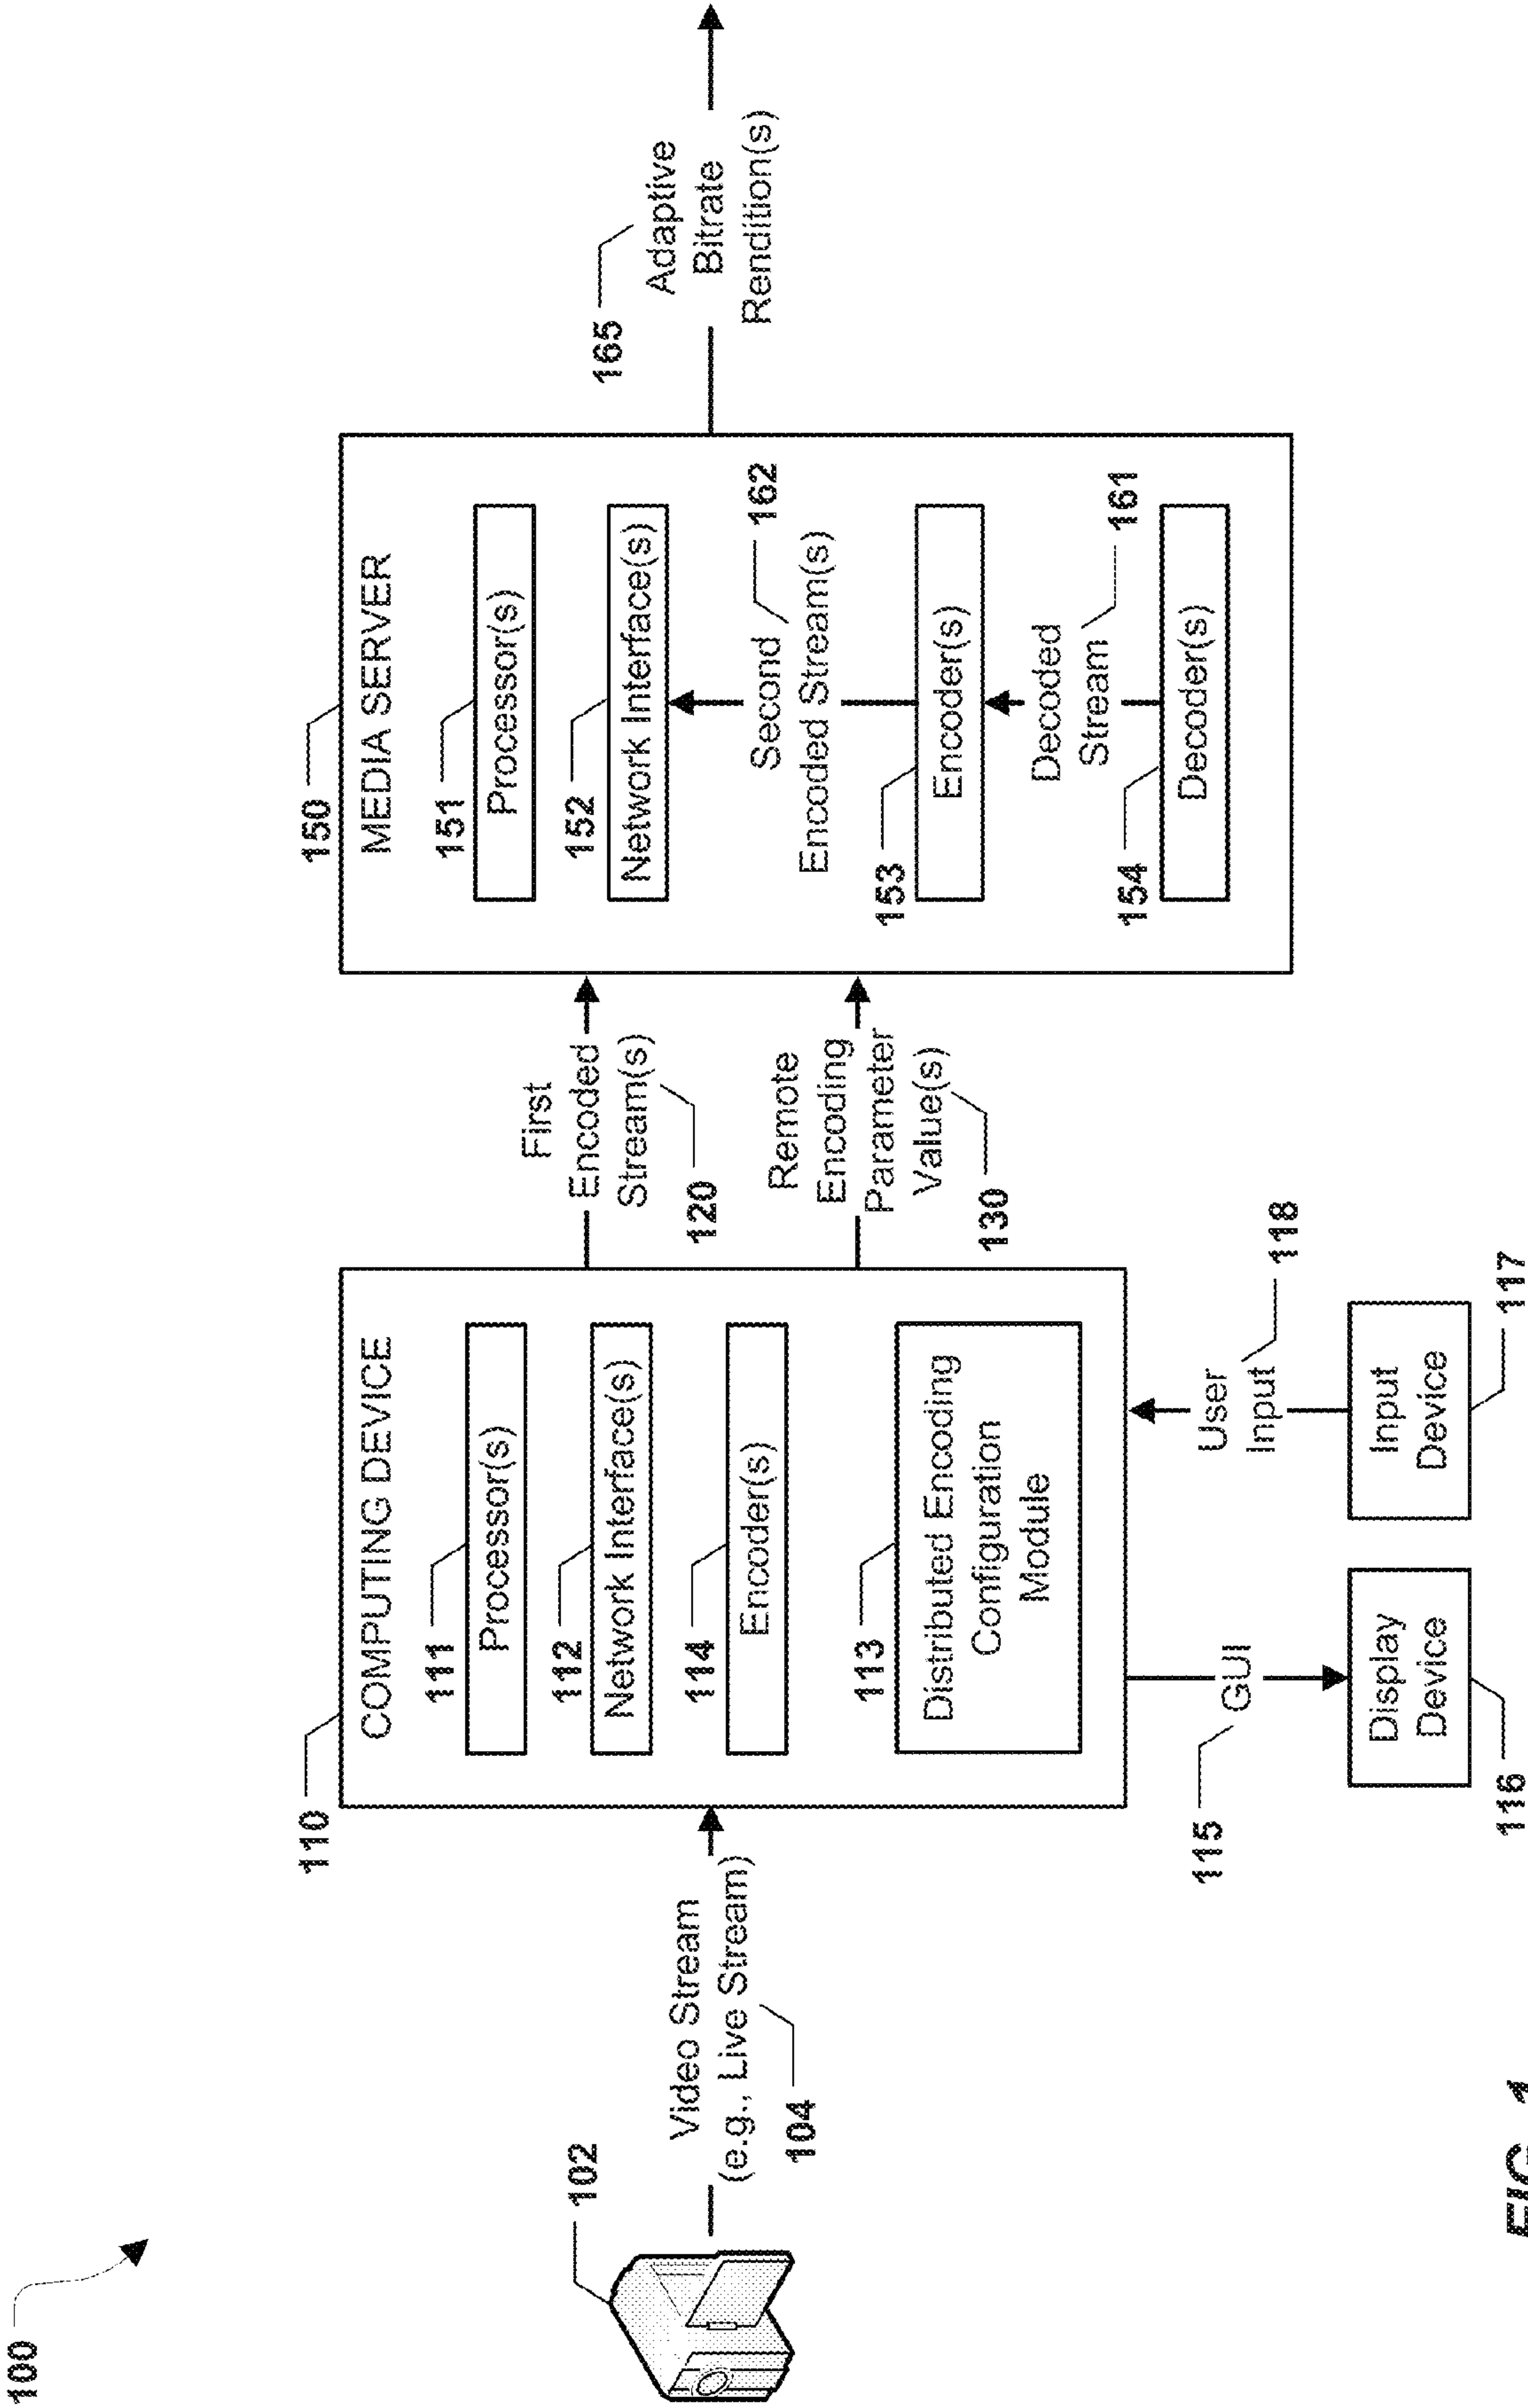 100
102
Video Stream
(e.g., Live Stream)
104
110
COMPUTING DEVICE
111
Processor(s)
112
Network Interface(s)
114
Encoder(s)
113
Distributed Encoding
Configuration
Module
115
GUI
Display
Device
116
User
Input
118
Input
Device
117
First
Encoded
Stream(s)
120
Remote
Encoding
Parameter
Value(s)
130
150
MEDIA SERVER
151
Processor(s)
152
Network Interface(s)
Second
Encoded Stream(s)
162
153
Encoder(s)
Decoded
Stream
161
154
Decoder(s)
165
Adaptive
Bitrate
Rendition(s)
FIG. 1